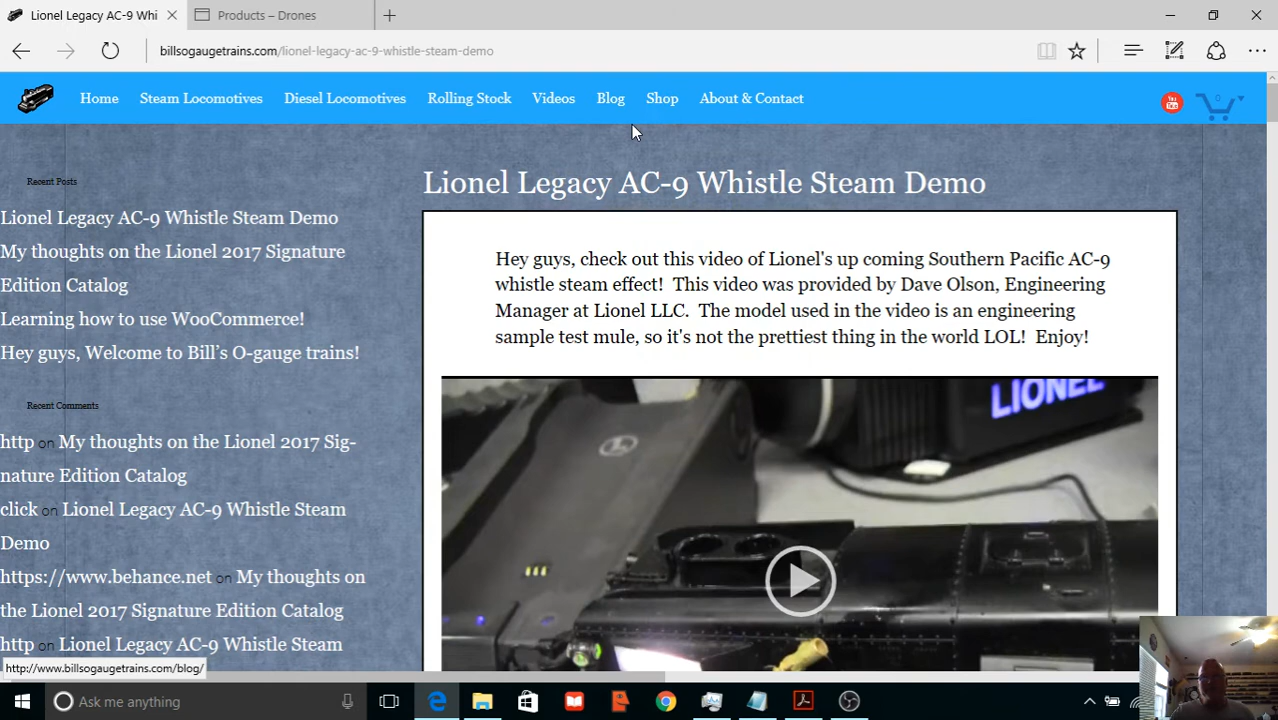 Lionel Legacy AC-9 Whi
Products – Drones
billsogaugetrains.com/lionel-legacy-ac-9-whistle-steam-demo
Home Steam Locomotives Diesel Locomotives Rolling Stock Videos Blog Shop About & Contact
You Tube
0
Recent Posts
Lionel Legacy AC-9 Whistle Steam Demo
My thoughts on the Lionel 2017 Signature
Edition Catalog
Learning how to use WooCommerce!
Hey guys, Welcome to Bill's O-gauge trains!
Recent Comments
http on My thoughts on the Lionel 2017 Sig-
nature Edition Catalog
click on Lionel Legacy AC-9 Whistle Steam
Demo
https://www.behance.net on My thoughts on
the Lionel 2017 Signature Edition Catalog
http on Lionel Legacy AC-9 Whistle Steam
http://www.billsogaugetrains.com/blog/
Lionel Legacy AC-9 Whistle Steam Demo
Hey guys, check out this video of Lionel's up coming Southern Pacific AC-9
whistle steam effect! This video was provided by Dave Olson, Engineering
Manager at Lionel LLC. The model used in the video is an engineering
sample test mule, so it's not the prettiest thing in the world LOL! Enjoy!
LIONEL
Ask me anything